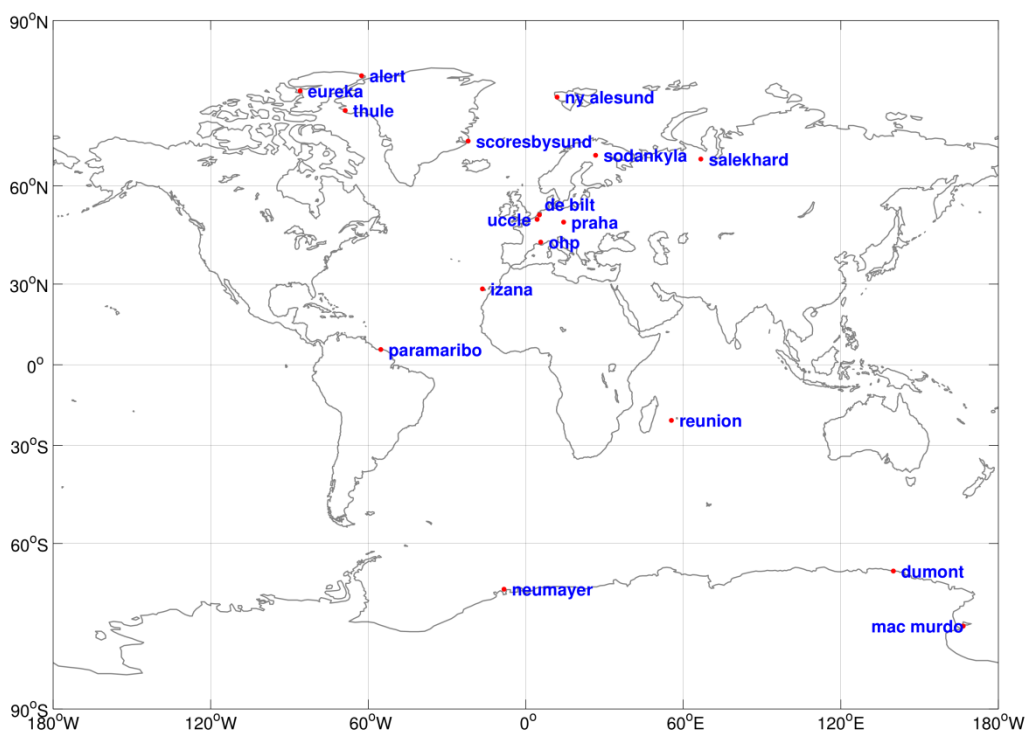 90°N
alert
eureka
ny alesund
thule
scoresbysund
sodankyla
salekhard
60°N
de bilt
uccle
praha
ohp
30°N
izana
paramaribo
0°
reunion
30°S
60°S
dumont
neumayer
mac murdo
90°S
180°W 120°W 60°W 0° 60°E 120°E 180°W